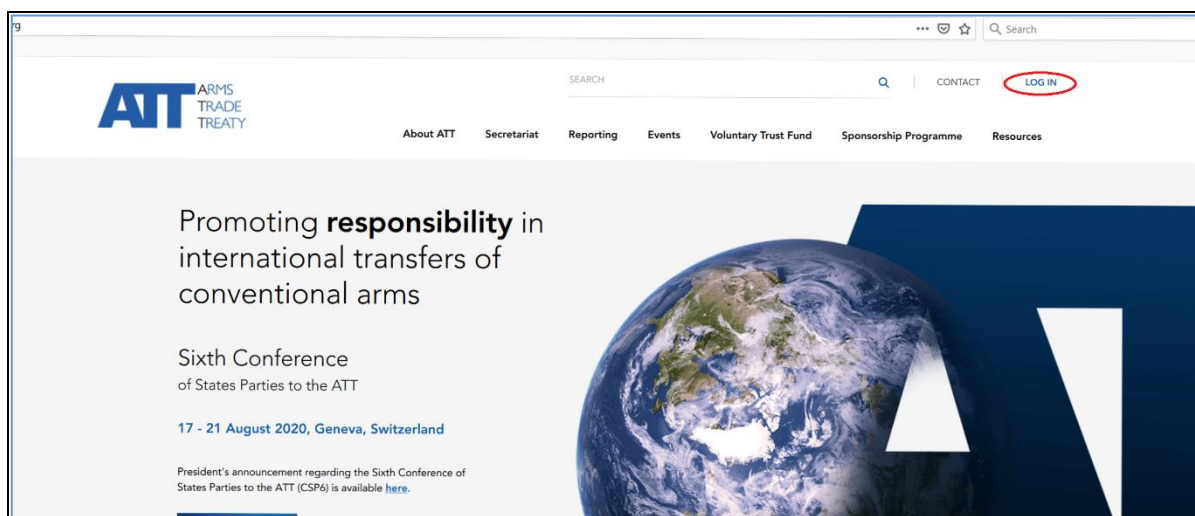 rg
Search
ATT ARMS
TRADE
TREATY
SEARCH
CONTACT
LOG IN
About ATT Secretariat Reporting Events Voluntary Trust Fund Sponsorship Programme Resources
Promoting responsibility in
international transfers of
conventional arms
Sixth Conference
of States Parties to the ATT
17 - 21 August 2020, Geneva, Switzerland
President's announcement regarding the Sixth Conference of
States Parties to the ATT (CSP6) is available here.